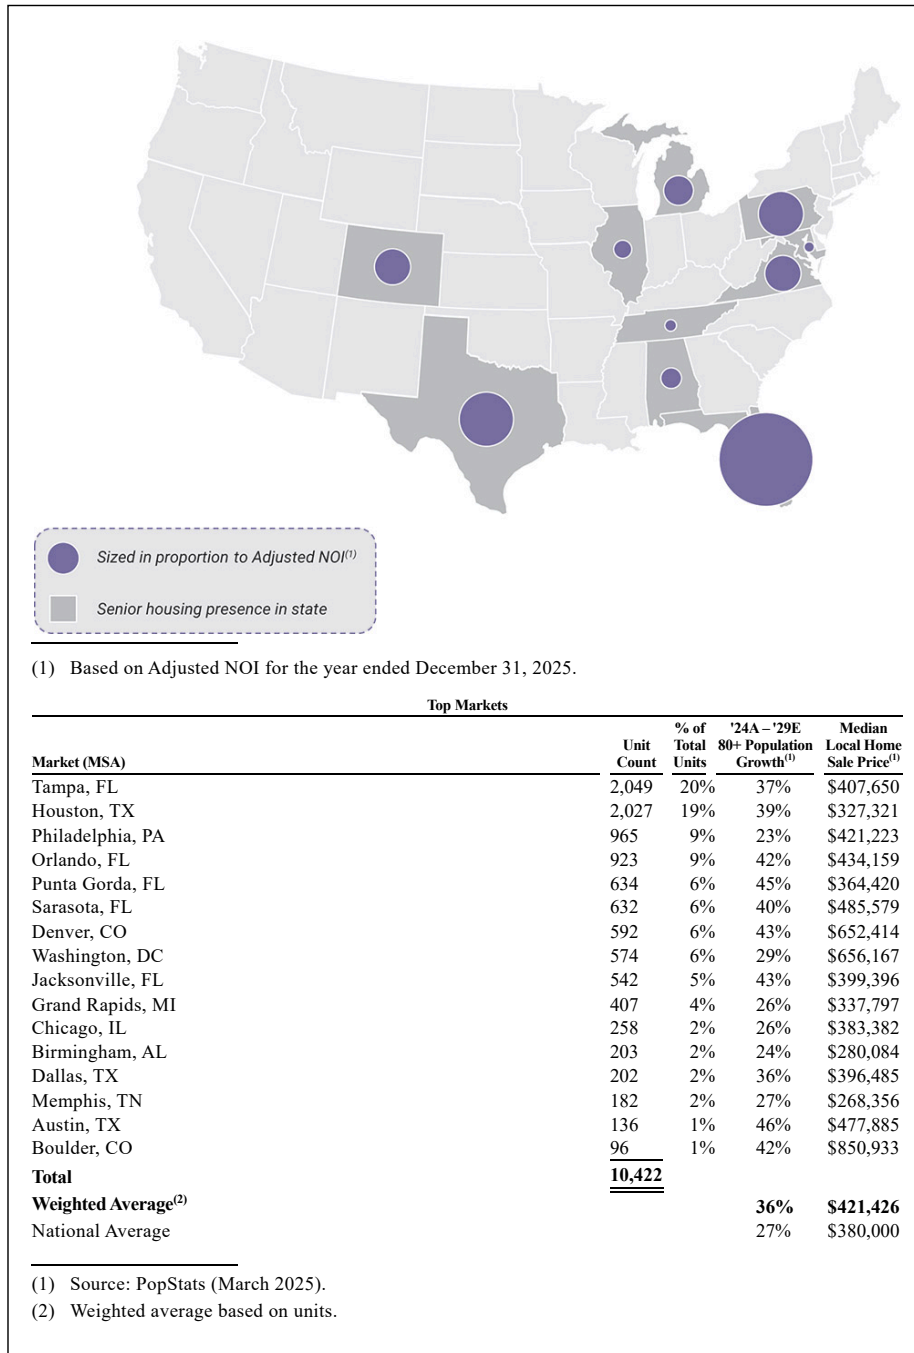 Sized in proportion to Adjusted NOI(1)
Senior housing presence in state
(1) Based on Adjusted NOI for the year ended December 31, 2025.
Top Markets
Market (MSA) Unit Count % of Total Units '24A – '29E 80+ Population Growth(1) Median Local Home Sale Price(1)
Tampa, FL 2,049 20% 37% $407,650
Houston, TX 2,027 19% 39% $327,321
Philadelphia, PA 965 9% 23% $421,223
Orlando, FL 923 9% 42% $434,159
Punta Gorda, FL 634 6% 45% $364,420
Sarasota, FL 632 6% 40% $485,579
Denver, CO 592 6% 43% $652,414
Washington, DC 574 6% 29% $656,167
Jacksonville, FL 542 5% 43% $399,396
Grand Rapids, MI 407 4% 26% $337,797
Chicago, IL 258 2% 26% $383,382
Birmingham, AL 203 2% 24% $280,084
Dallas, TX 202 2% 36% $396,485
Memphis, TN 182 2% 27% $268,356
Austin, TX 136 1% 46% $477,885
Boulder, CO 96 1% 42% $850,933
Total 10,422
Weighted Average(2) 36% $421,426
National Average 27% $380,000
(1) Source: PopStats (March 2025).
(2) Weighted average based on units.